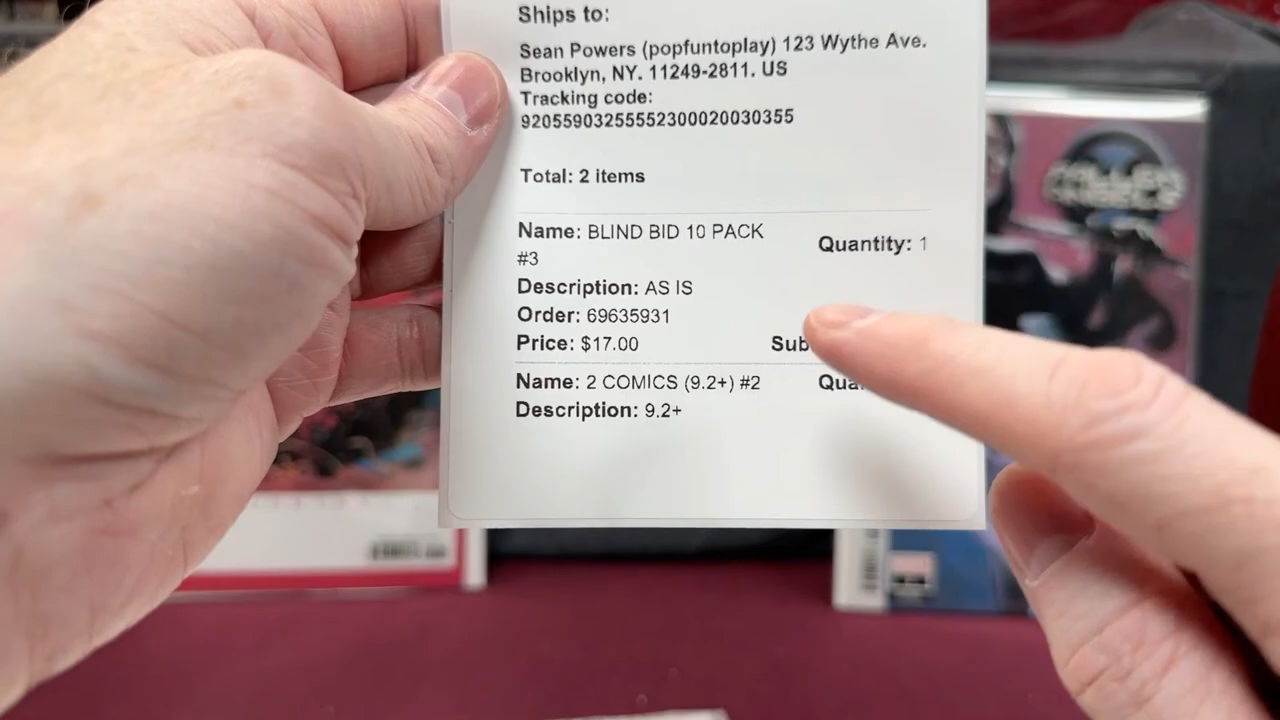 Ships to:
Sean Powers (popfuntoplay) 123 Wythe Ave.
Brooklyn, NY. 11249-2811. US
Tracking code:
92055903255552300020030355
Total: 2 items
Name: BLIND BID 10 PACK
#3
Quantity: 1
Description: AS IS
Order: 69635931
Price: $17.00
Sub
Name: 2 COMICS (9.2+) #2
Qua
Description: 9.2+